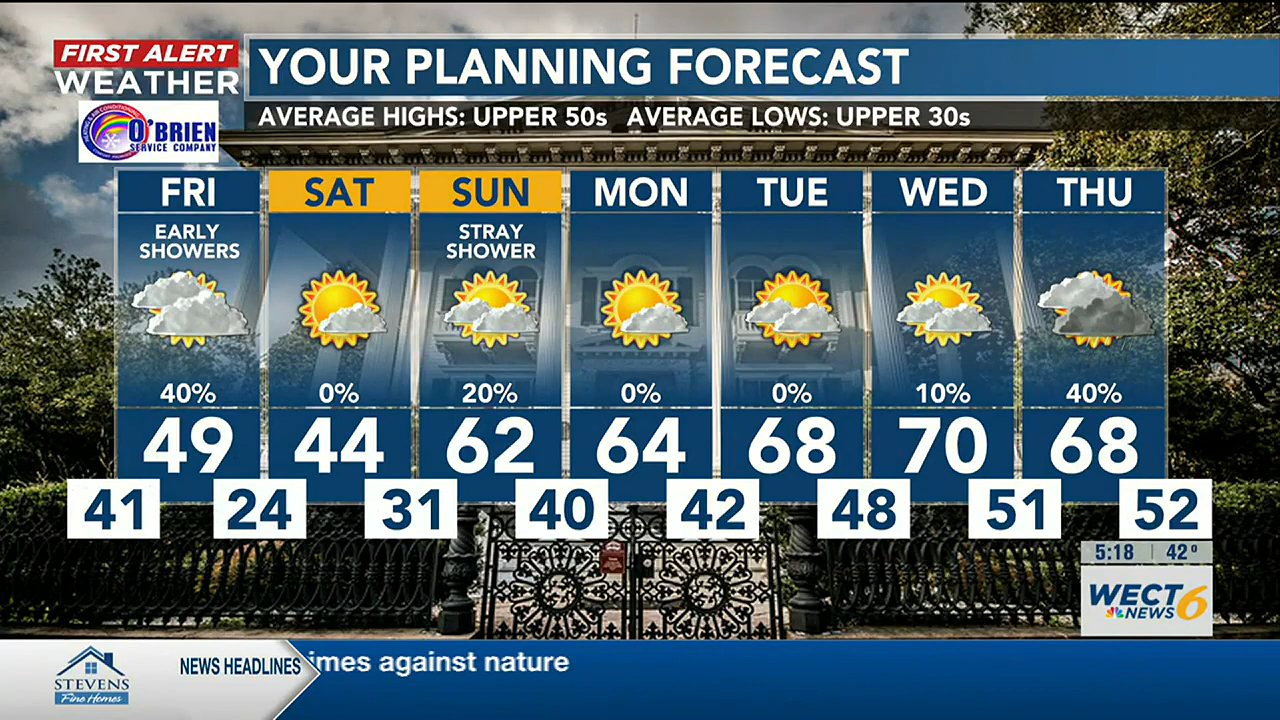 FIRST ALERT
WEATHER
O'BRIEN
SERVICE COMPANY
YOUR PLANNING FORECAST
AVERAGE HIGHS: UPPER 50s AVERAGE LOWS: UPPER 30s
FRI SAT SUN MON TUE WED THU
EARLY SHOWERS
STRAY SHOWER
40% 0% 20% 0% 0% 10% 40%
49 44 62 64 68 70 68
41 24 31 40 42 48 51 52
5:18 42°
WECT 6
NEWS
STEVENS
Fine Homes
NEWS HEADLINES
imes against nature